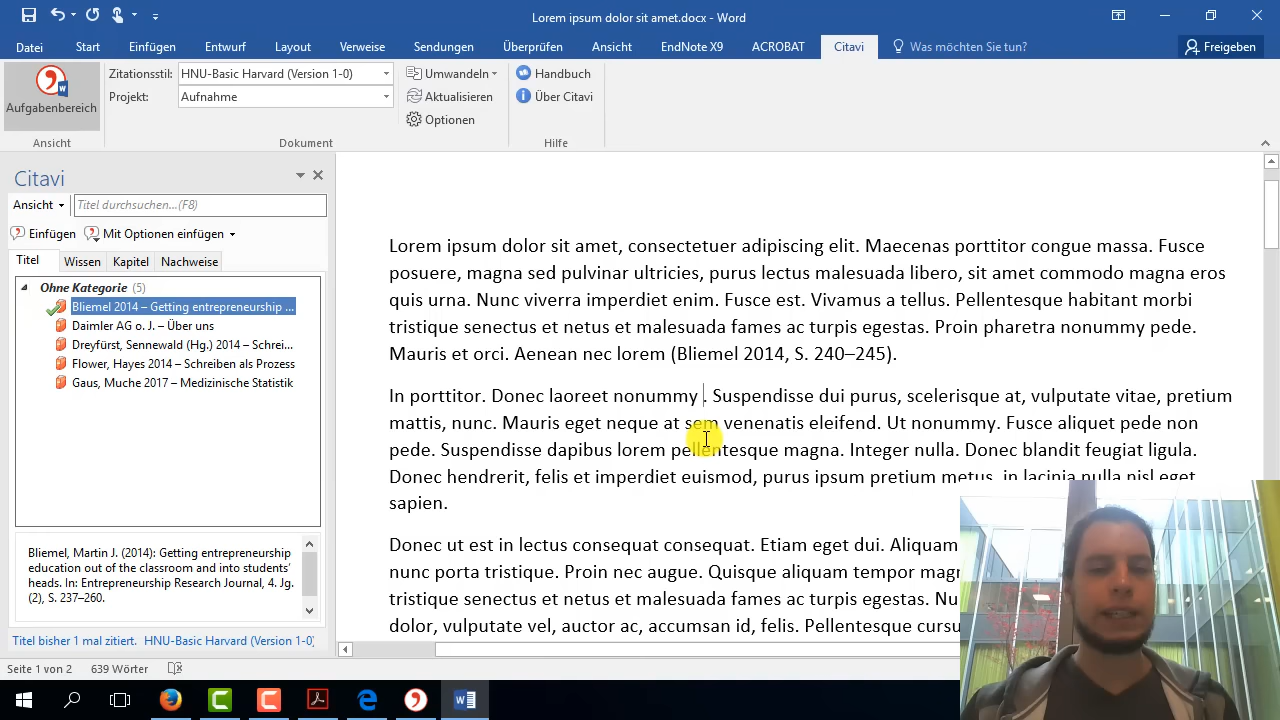 Lorem ipsum dolor sit amet.docx - Word
Datei Start Einfügen Entwurf Layout Verweise Sendungen Überprüfen Ansicht EndNote X9 ACROBAT Citavi Was möchten Sie tun? Freigeben
Aufgabenbereich
Ansicht
Zitationsstil: HNU-Basic Harvard (Version 1-0)
Projekt: Aufnahme
Umwandeln
Aktualisieren
Optionen
Dokument
Handbuch
Über Citavi
Hilfe
Citavi
Ansicht Titel durchsuchen...(F8)
Einfügen Mit Optionen einfügen
Titel Wissen Kapitel Nachweise
Ohne Kategorie (5)
Bliemel 2014 – Getting entrepreneurship ...
Daimler AG o. J. – Über uns
Dreyfürst, Sennewald (Hg.) 2014 – Schrei...
Flower, Hayes 2014 – Schreiben als Prozess
Gaus, Muche 2017 – Medizinische Statistik
Bliemel, Martin J. (2014): Getting entrepreneurship
education out of the classroom and into students'
heads. In: Entrepreneurship Research Journal, 4. Jg.
(2), S. 237–260.
Titel bisher 1 mal zitiert. HNU-Basic Harvard (Version 1-0)
Lorem ipsum dolor sit amet, consectetuer adipiscing elit. Maecenas porttitor congue massa. Fusce
posuere, magna sed pulvinar ultricies, purus lectus malesuada libero, sit amet commodo magna eros
quis urna. Nunc viverra imperdiet enim. Fusce est. Vivamus a tellus. Pellentesque habitant morbi
tristique senectus et netus et malesuada fames ac turpis egestas. Proin pharetra nonummy pede.
Mauris et orci. Aenean nec lorem (Bliemel 2014, S. 240–245).
In porttitor. Donec laoreet nonummy . Suspendisse dui purus, scelerisque at, vulputate vitae, pretium
mattis, nunc. Mauris eget neque at sem venenatis eleifend. Ut nonummy. Fusce aliquet pede non
pede. Suspendisse dapibus lorem pellentesque magna. Integer nulla. Donec blandit feugiat ligula.
Donec hendrerit, felis et imperdiet euismod, purus ipsum pretium metus, in lacinia nulla nisl eget
sapien.
Donec ut est in lectus consequat consequat. Etiam eget dui. Aliquam
nunc porta tristique. Proin nec augue. Quisque aliquam tempor
tristique senectus et netus et malesuada fames ac turpis egestas.
dolor, vulputate vel, auctor ac, accumsan id, felis. Pellentesque
Seite 1 von 2 639 Wörter